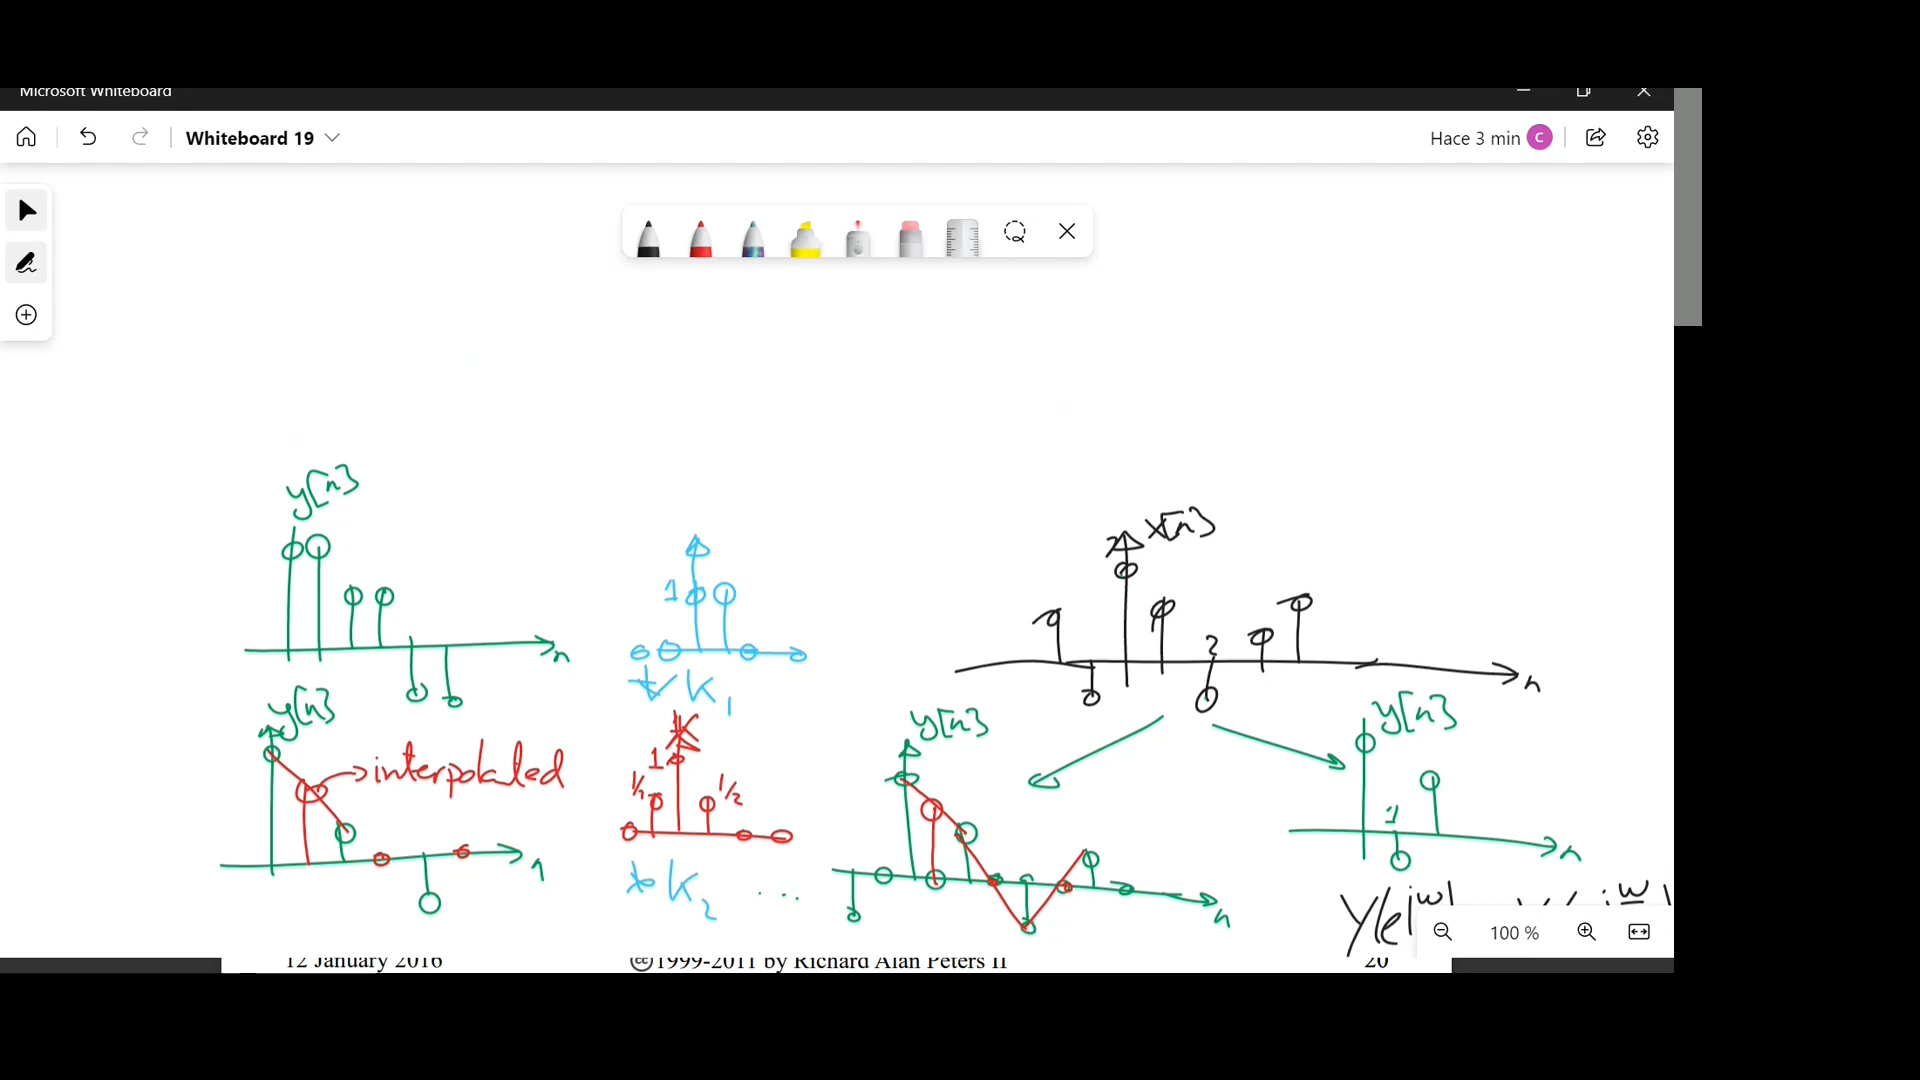 Microsoft Whiteboard
Whiteboard 19
Hace 3 min
C
y[n]
n
1
* K1
x[n]
2
n
y[n]
interpolated
n
1
1/2
1/2
* K2
...
y[n]
n
y[n]
1
n
100 %
12 January 2016
1999-2011 by Richard Alan Peters II
20